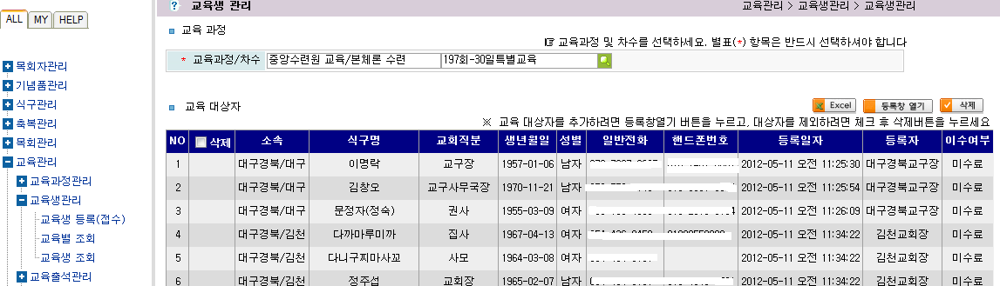 ALL MY HELP
목회자관리
기념품관리
식구관리
축복관리
목회관리
교육관리
교육과정관리
교육생관리
교육생 등록(접수)
교육별 조회
교육생 조회
교육출석관리
교육생 관리 교육관리 > 교육생관리 > 교육생관리
교육 과정
☞ 교육과정 및 차수를 선택하세요. 별표(*) 항목은 반드시 선택하셔야 합니다
* 교육과정/차수 중앙수련원 교육/본체론 수련 197회-30일특별교육
교육 대상자 Excel 등록창 열기 삭제
※ 교육 대상자를 추가하려면 등록창열기 버튼을 누르고, 대상자를 제외하려면 체크 후 삭제버튼을 누르세요
NO 삭제 소속 식구명 교회직분 생년월일 성별 일반전화 핸드폰번호 등록일자 등록자 이수여부
1 대구경북/대구 이명락 교구장 1957-01-06 남자 2012-05-11 오전 11:25:30 대구경북교구장 미수료
2 대구경북/대구 김창오 교구사무국장 1970-11-21 남자 2012-05-11 오전 11:25:54 대구경북교구장 미수료
3 대구경북/대구 문정자(정숙) 권사 1955-03-09 여자 2012-05-11 오전 11:26:09 대구경북교구장 미수료
4 대구경북/김천 다까마루미까 집사 1967-04-13 여자 2012-05-11 오전 11:34:22 김천교회장 미수료
5 대구경북/김천 다니구찌마사꼬 사모 1964-03-08 여자 2012-05-11 오전 11:34:22 김천교회장 미수료
6 대구경북/김천 정주섭 교회장 1965-02-07 남자 2012-05-11 오전 11:34:22 김천교회장 미수료